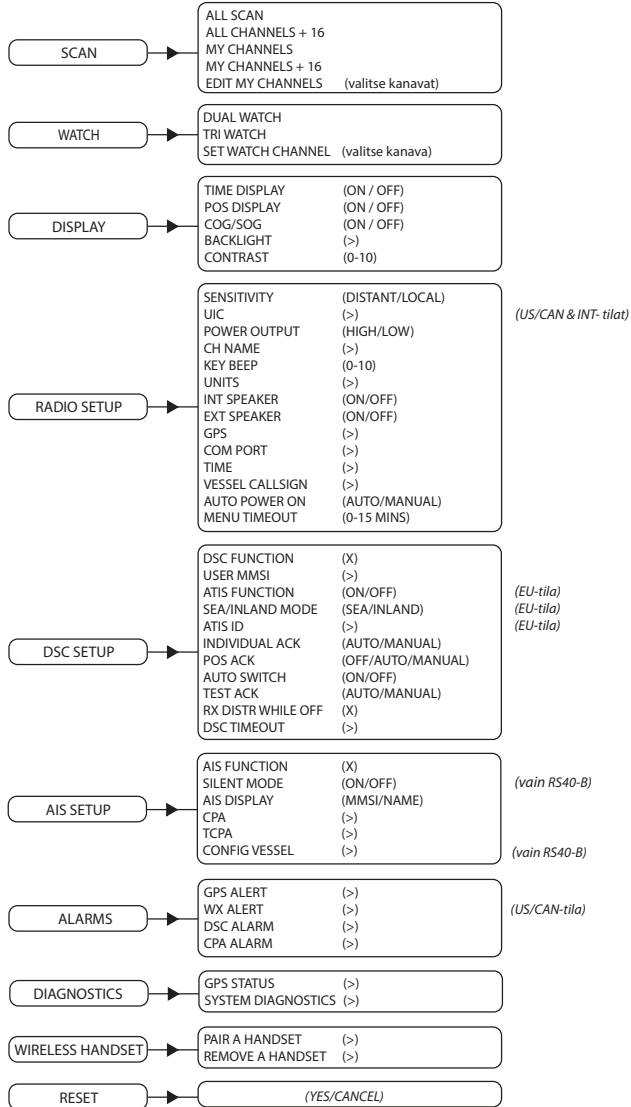 SCAN
ALL SCAN
ALL CHANNELS + 16
MY CHANNELS
MY CHANNELS + 16
EDIT MY CHANNELS (valitse kanavat)
WATCH
DUAL WATCH
TRI WATCH
SET WATCH CHANNEL (valitse kanava)
DISPLAY
TIME DISPLAY (ON / OFF)
POS DISPLAY (ON / OFF)
COG/SOG (ON / OFF)
BACKLIGHT (>)
CONTRAST (0-10)
RADIO SETUP
SENSITIVITY (DISTANT/LOCAL)
UIC (>) (US/CAN & INT- tilat)
POWER OUTPUT (HIGH/LOW)
CH NAME (>)
KEY BEEP (0-10)
UNITS (>)
INT SPEAKER (ON/OFF)
EXT SPEAKER (ON/OFF)
GPS (>)
COM PORT (>)
TIME (>)
VESSEL CALLSIGN (>)
AUTO POWER ON (AUTO/MANUAL)
MENU TIMEOUT (0-15 MINS)
DSC SETUP
DSC FUNCTION (X)
USER MMSI (>)
ATIS FUNCTION (ON/OFF) (EU-tila)
SEA/INLAND MODE (SEA/INLAND) (EU-tila)
ATIS ID (>) (EU-tila)
INDIVIDUAL ACK (AUTO/MANUAL)
POS ACK (OFF/AUTO/MANUAL)
AUTO SWITCH (ON/OFF)
TEST ACK (AUTO/MANUAL)
RX DISTR WHILE OFF (X)
DSC TIMEOUT (>)
AIS SETUP
AIS FUNCTION (X)
SILENT MODE (ON/OFF) (vain RS40-B)
AIS DISPLAY (MMSI/NAME)
CPA (>)
TCPA (>)
CONFIG VESSEL (>) (vain RS40-B)
ALARMS
GPS ALERT (>)
WX ALERT (>) (US/CAN-tila)
DSC ALARM (>)
CPA ALARM (>)
DIAGNOSTICS
GPS STATUS (>)
SYSTEM DIAGNOSTICS (>)
WIRELESS HANDSET
PAIR A HANDSET (>)
REMOVE A HANDSET (>)
RESET
(YES/CANCEL)